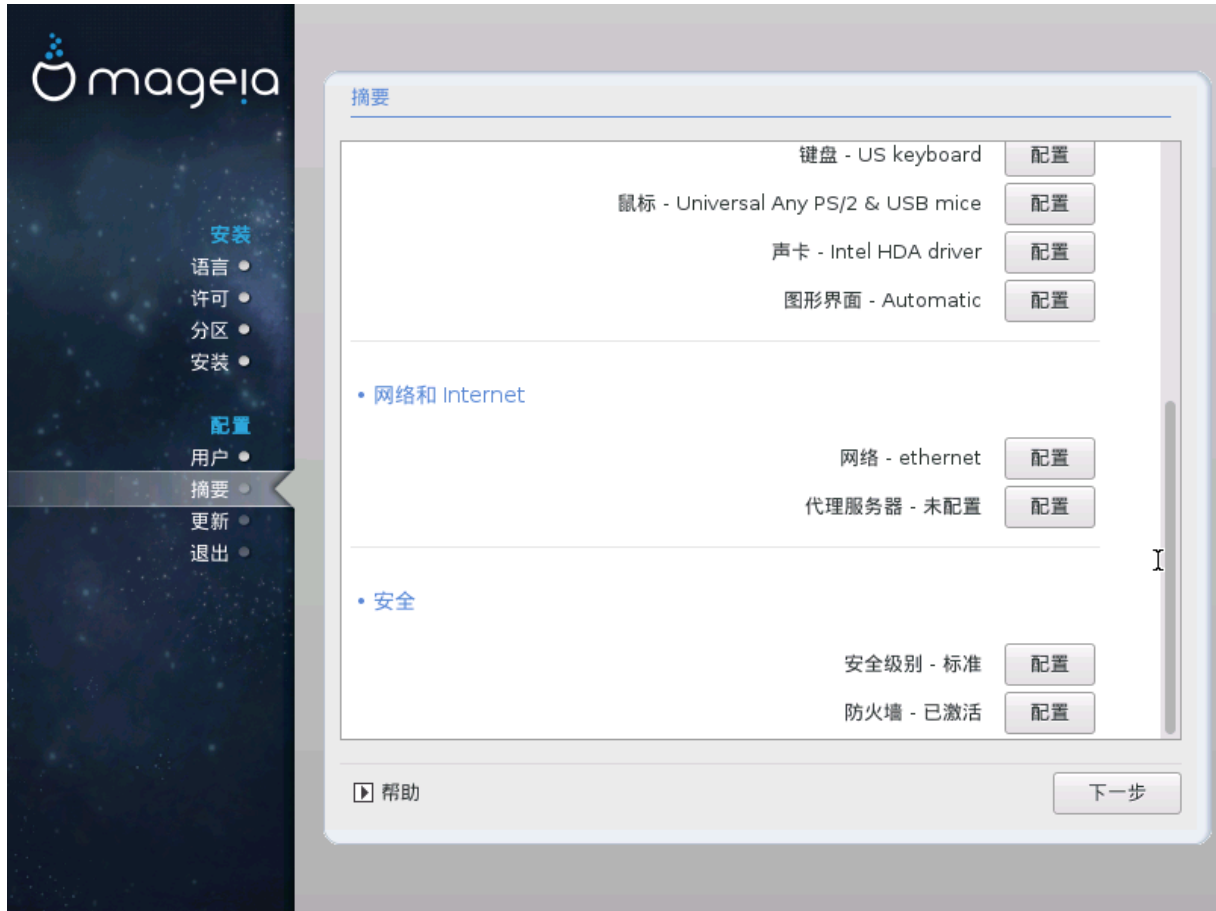 mageia
安装
语言
许可
分区
安装
配置
用户
摘要
更新
退出
摘要
键盘 - US keyboard 配置
鼠标 - Universal Any PS/2 & USB mice 配置
声卡 - Intel HDA driver 配置
图形界面 - Automatic 配置
• 网络和 Internet
网络 - ethernet 配置
代理服务器 - 未配置 配置
• 安全
安全级别 - 标准 配置
防火墙 - 已激活 配置
帮助
下一步